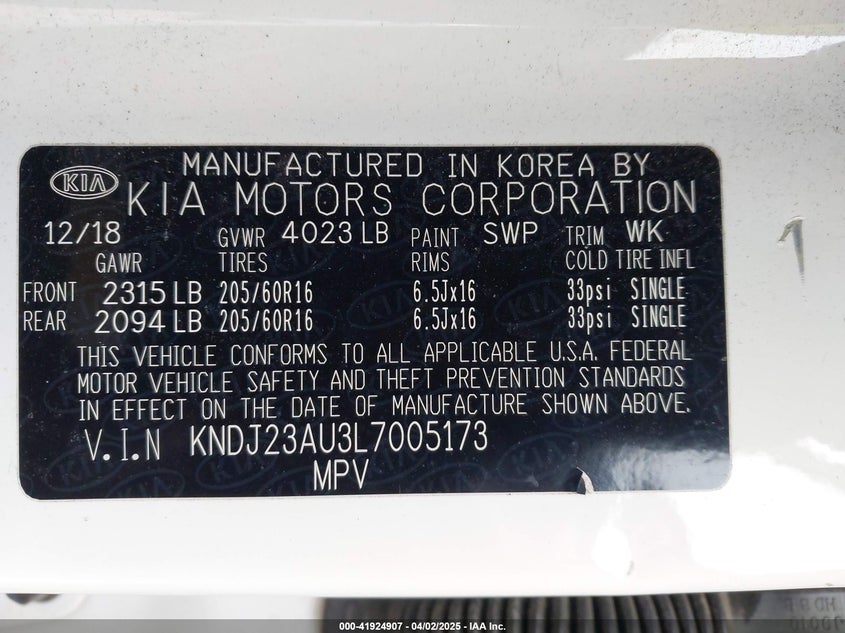 MANUFACTURED IN KOREA BY
KIA KIA MOTORS CORPORATION
12/18 GVWR 4023 LB PAINT SWP TRIM WK
GAWR TIRES RIMS COLD TIRE INFL
FRONT 2315 LB 205/60R16 6.5Jx16 33psi SINGLE
REAR 2094 LB 205/60R16 6.5Jx16 33psi SINGLE
THIS VEHICLE CONFORMS TO ALL APPLICABLE U.S.A. FEDERAL
MOTOR VEHICLE SAFETY AND THEFT PREVENTION STANDARDS
IN EFFECT ON THE DATE OF MANUFACTURE SHOWN ABOVE.
V.I.N KNDJ23AU3L7005173
MPV
000-41924907 - 04/02/2025 - IAA Inc.